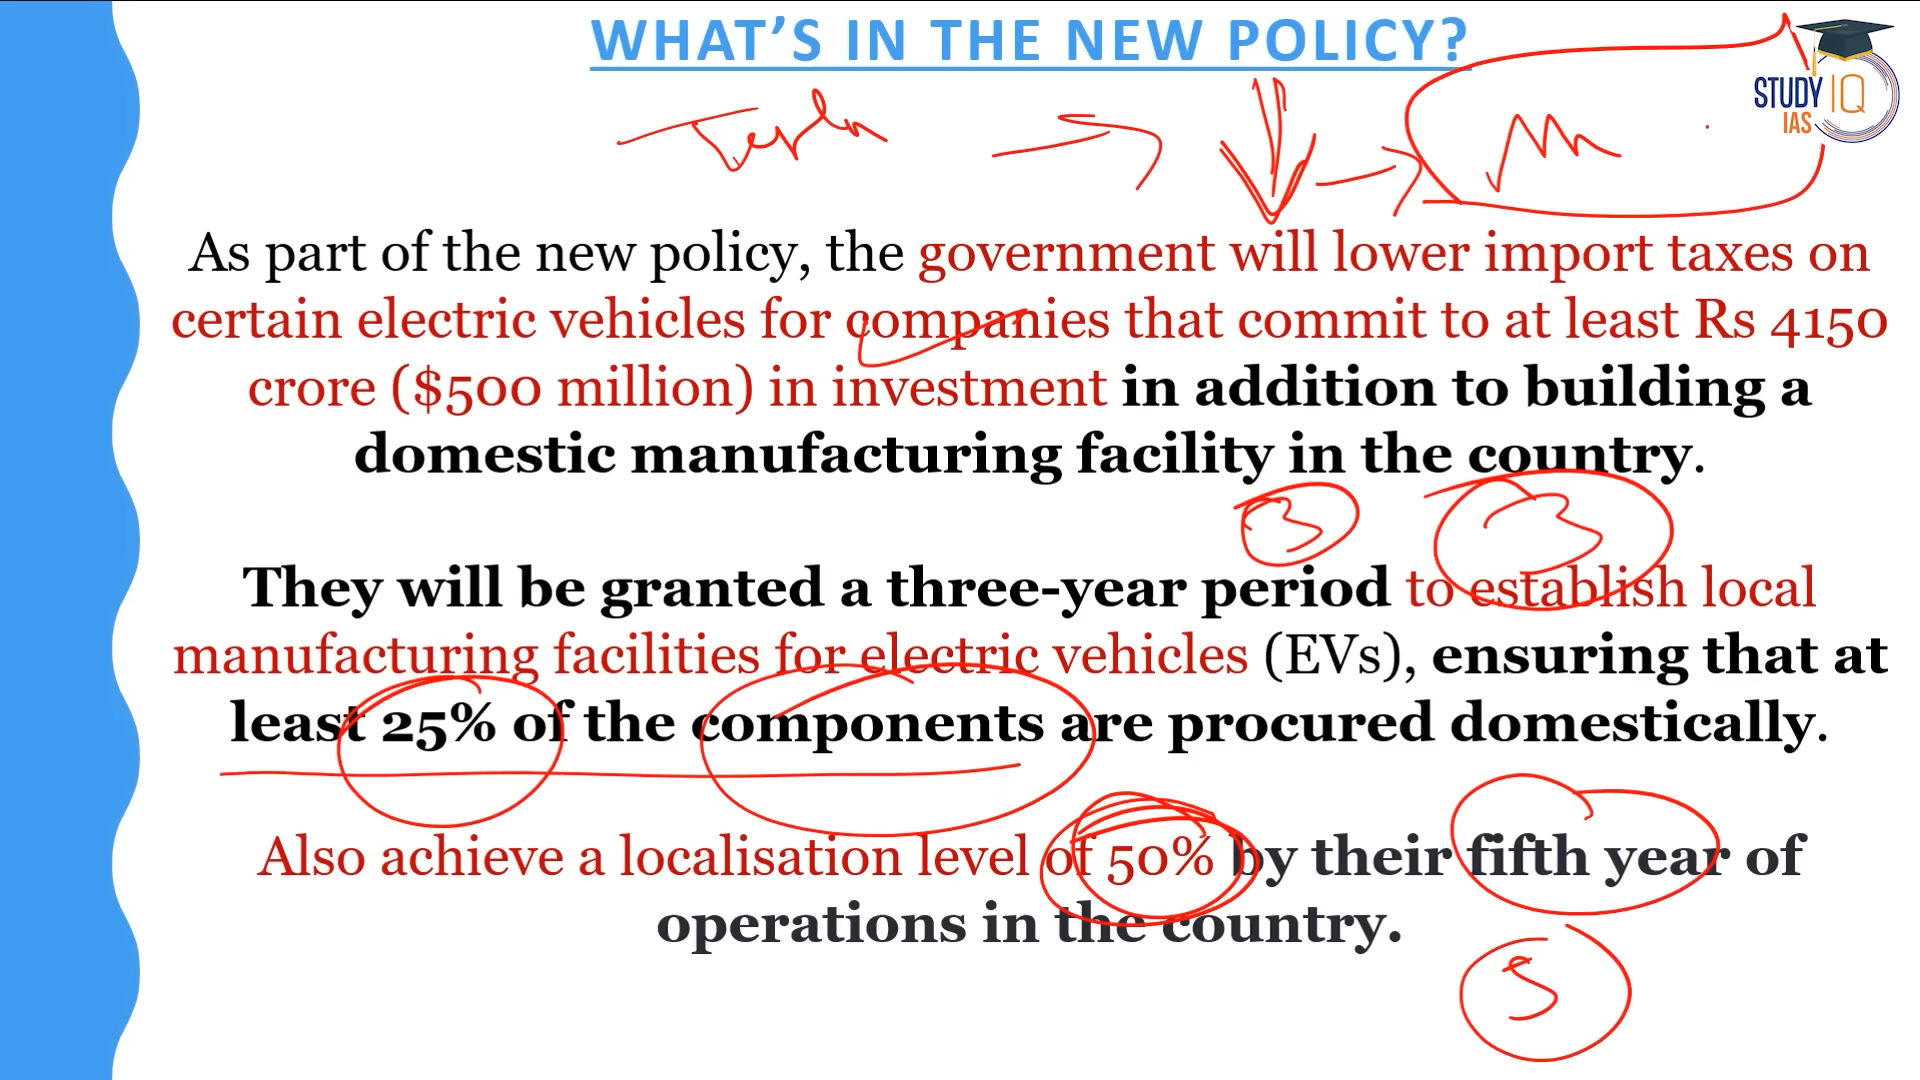 WHAT'S IN THE NEW POLICY?
STUDY IQ
IAS
Tesla
As part of the new policy, the government will lower import taxes on
certain electric vehicles for companies that commit to at least Rs 4150
crore ($500 million) in investment in addition to building a
domestic manufacturing facility in the country.
3 3
They will be granted a three-year period to establish local
manufacturing facilities for electric vehicles (EVs), ensuring that at
least 25% of the components are procured domestically.
Also achieve a localisation level of 50% by their fifth year of
operations in the country.
5